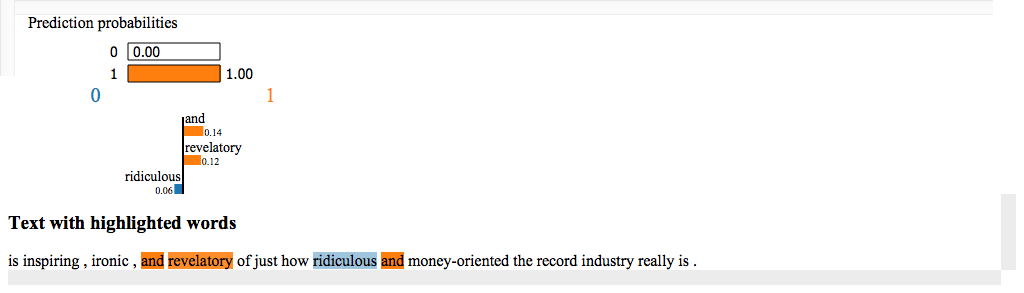 Prediction probabilities
0 0.00
1 1.00
0 1
and
0.14
revelatory
0.12
ridiculous
0.06
Text with highlighted words
is inspiring , ironic , and revelatory of just how ridiculous and money-oriented the record industry really is .